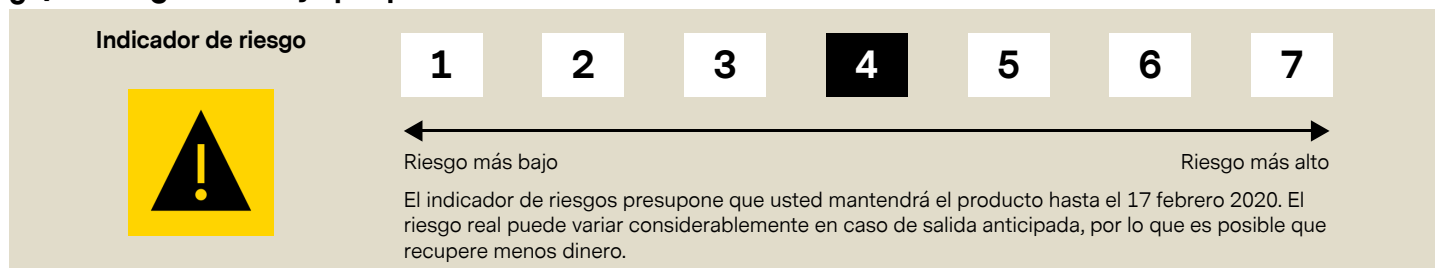 Indicador de riesgo
1 2 3 4 5 6 7
Riesgo más bajo Riesgo más alto
El indicador de riesgos presupone que usted mantendrá el producto hasta el 17 febrero 2020. El
riesgo real puede variar considerablemente en caso de salida anticipada, por lo que es posible que
recupere menos dinero.